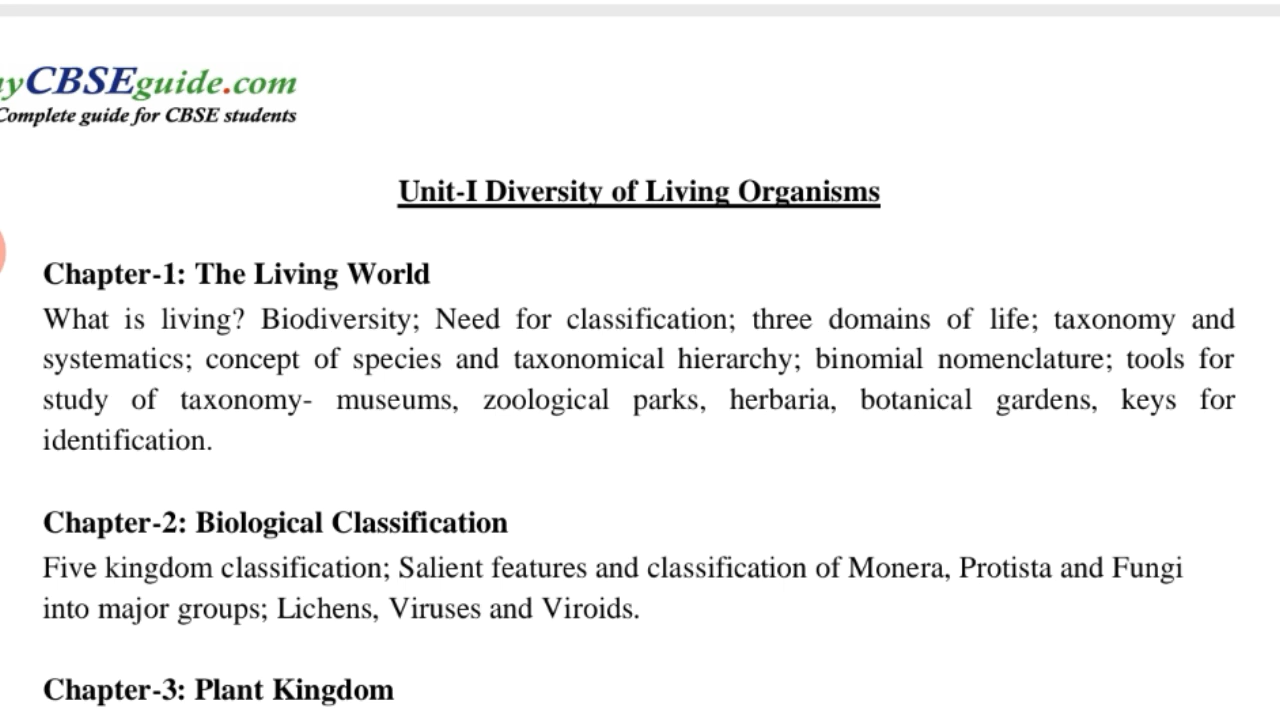 yCBSEguide.com
Complete guide for CBSE students
Unit-I Diversity of Living Organisms
Chapter-1: The Living World
What is living? Biodiversity; Need for classification; three domains of life; taxonomy and
systematics; concept of species and taxonomical hierarchy; binomial nomenclature; tools for
study of taxonomy- museums, zoological parks, herbaria, botanical gardens, keys for
identification.
Chapter-2: Biological Classification
Five kingdom classification; Salient features and classification of Monera, Protista and Fungi
into major groups; Lichens, Viruses and Viroids.
Chapter-3: Plant Kingdom